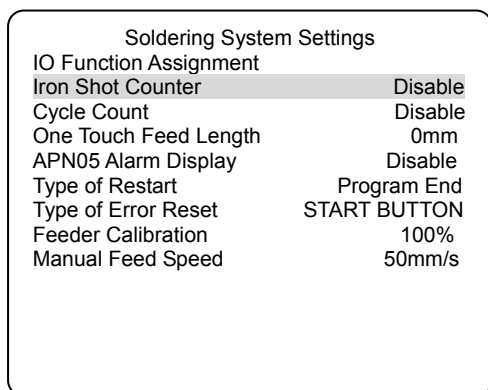 Soldering System Settings
IO Function Assignment
Iron Shot Counter Disable
Cycle Count Disable
One Touch Feed Length 0mm
APN05 Alarm Display Disable
Type of Restart Program End
Type of Error Reset START BUTTON
Feeder Calibration 100%
Manual Feed Speed 50mm/s